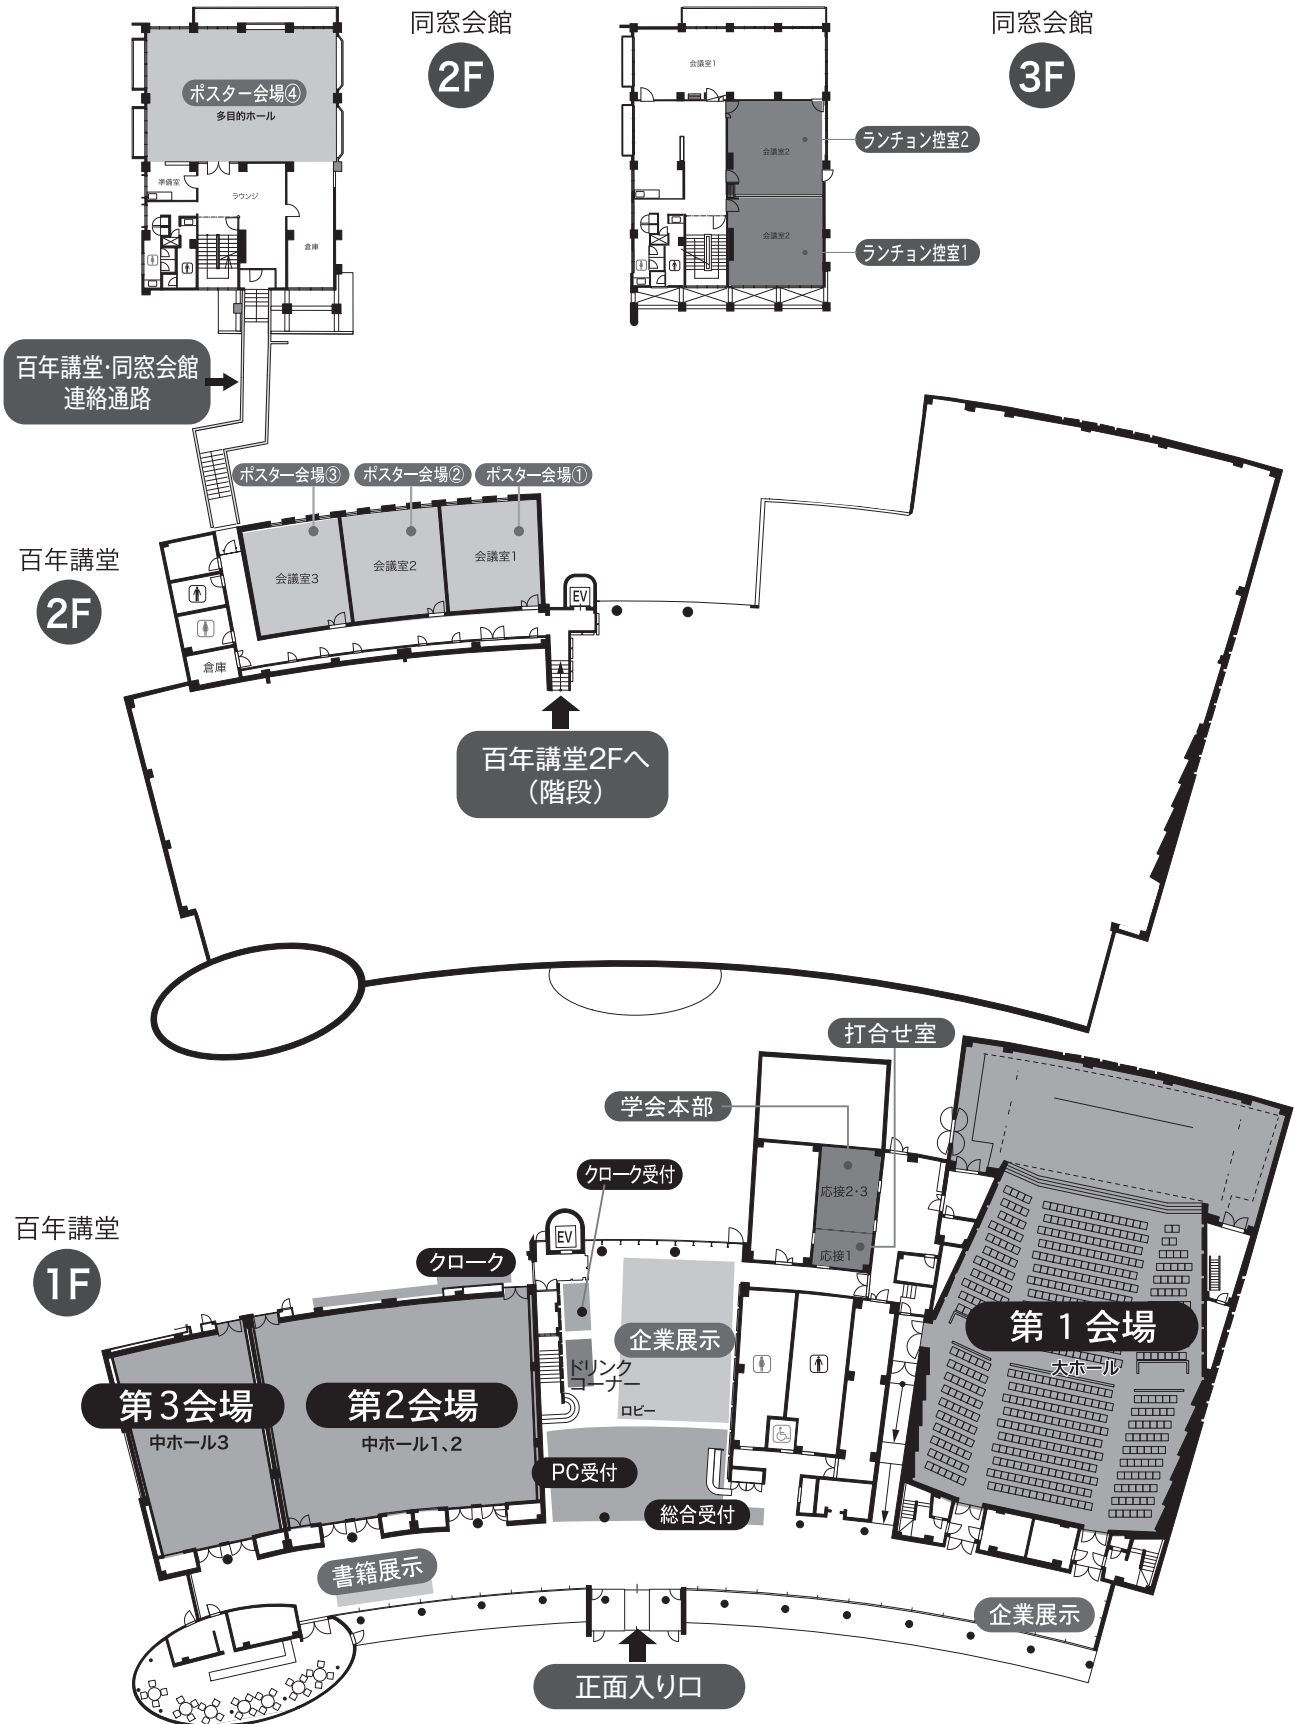 同窓会館
2F
ポスター会場④
多目的ホール
準備室
ラウンジ
倉庫
同窓会館
3F
会議室1
会議室2
ランチョン控室2
会議室2
ランチョン控室1
百年講堂・同窓会館
連絡通路
百年講堂
2F
ポスター会場③
ポスター会場②
ポスター会場①
会議室3
会議室2
会議室1
EV
倉庫
百年講堂2Fへ
（階段）
百年講堂
1F
打合せ室
学会本部
応接2・3
応接1
クローク受付
EV
クローク
企業展示
ドリンク
コーナー
ロビー
第1会場
大ホール
第3会場
中ホール3
第2会場
中ホール1、2
PC受付
総合受付
書籍展示
企業展示
正面入り口